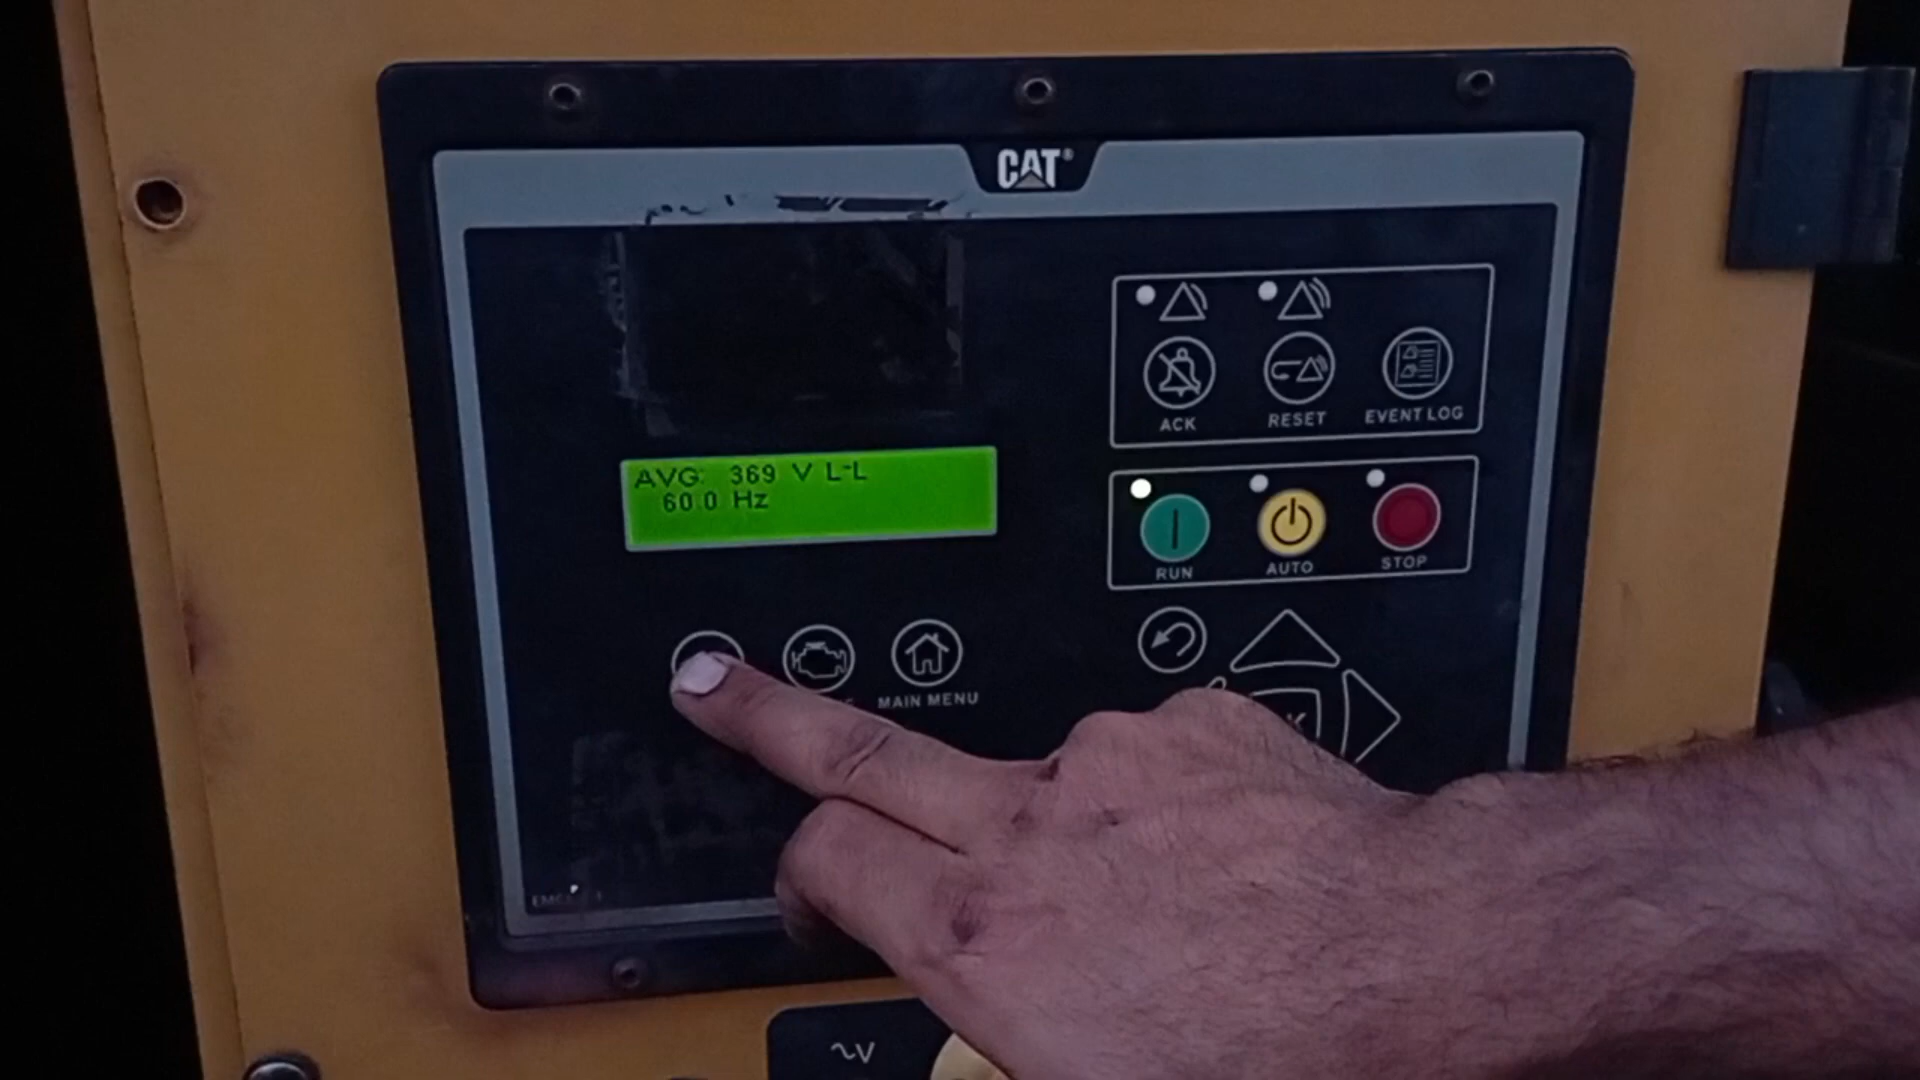 CAT®
AVG: 369 V L-L
60.0 Hz
ACK
RESET
EVENT LOG
RUN
AUTO
STOP
MAIN MENU
~V